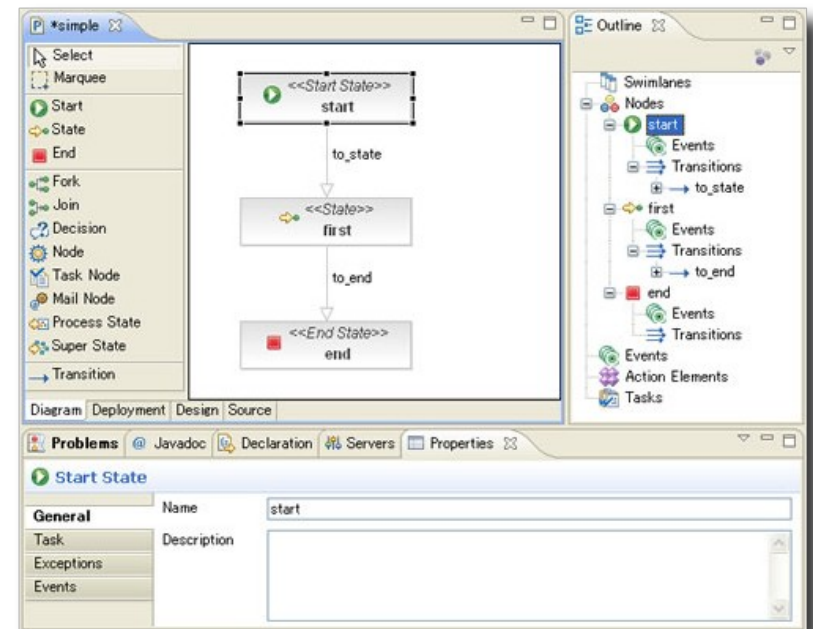 *simple
Select
Marquee
Start
State
End
Fork
Join
Decision
Node
Task Node
Mail Node
Process State
Super State
Transition
<<Start State>>
start
to_state
<<State>>
first
to_end
<<End State>>
end
Diagram Deployment Design Source
Outline
Swimlanes
Nodes
start
Events
Transitions
to_state
first
Events
Transitions
to_end
end
Events
Transitions
Events
Action Elements
Tasks
Problems @ Javadoc Declaration Servers Properties
Start State
General
Task
Exceptions
Events
Name start
Description